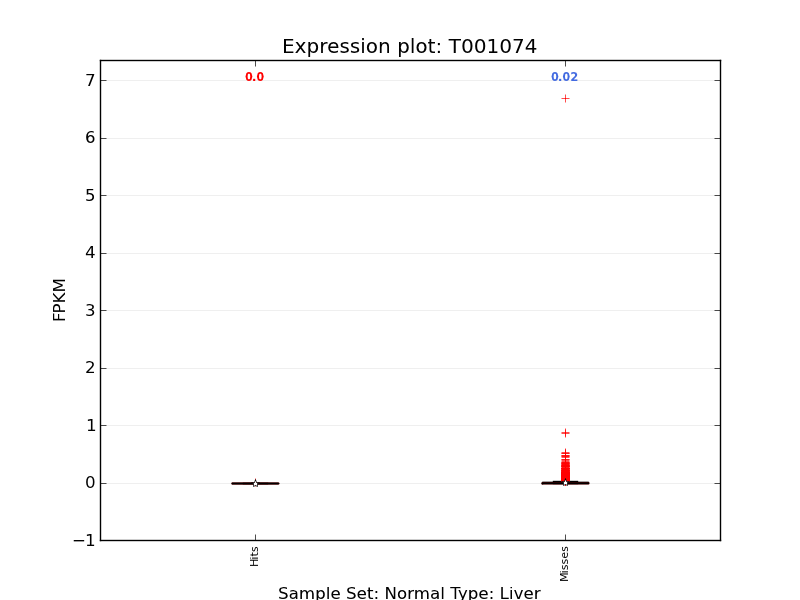 Expression plot: T001074
0.0
0.02
7
6
5
4
3
2
1
0
−1
FPKM
Hits
Misses
Sample Set: Normal Type: Liver